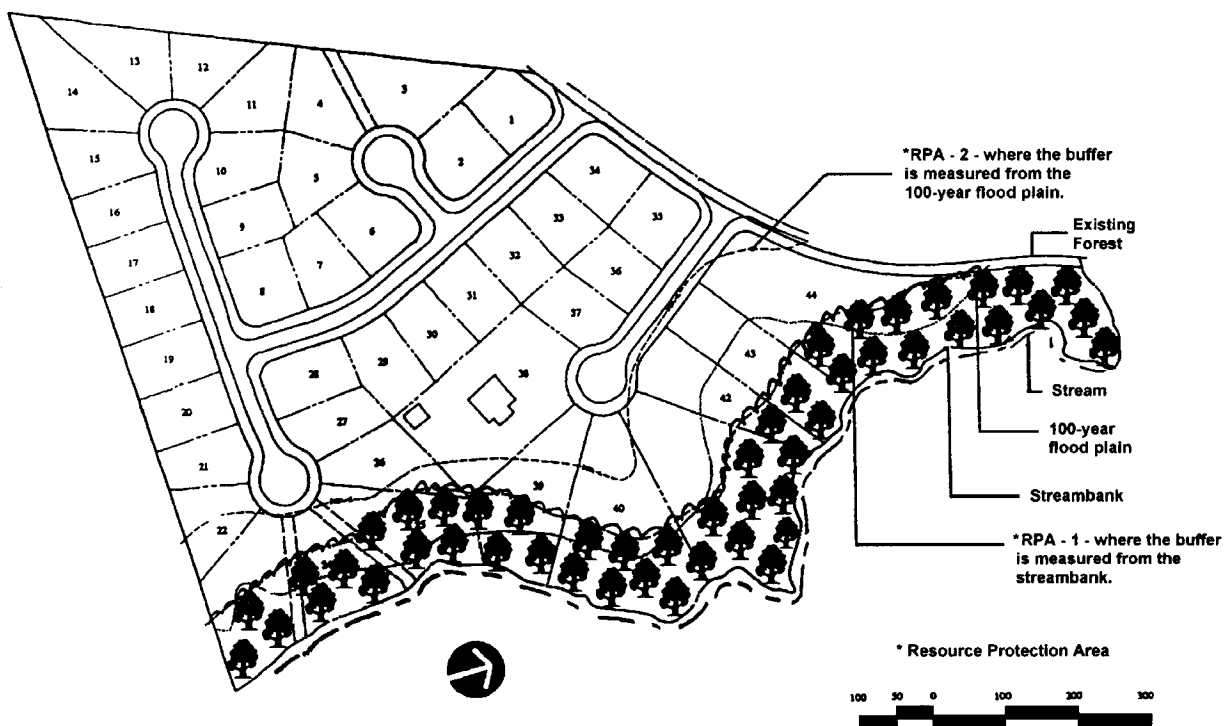 13
12
14
11
4
3
1
15
10
5
2
34
16
9
6
33
35
17
7
32
36
8
31
37
18
30
44
19
29
38
43
28
20
27
42
21
26
39
40
22
*RPA - 2 - where the buffer
is measured from the
100-year flood plain.
Existing
Forest
Stream
100-year
flood plain
Streambank
*RPA - 1 - where the buffer
is measured from the
streambank.
* Resource Protection Area
100 50 0 100 200 300